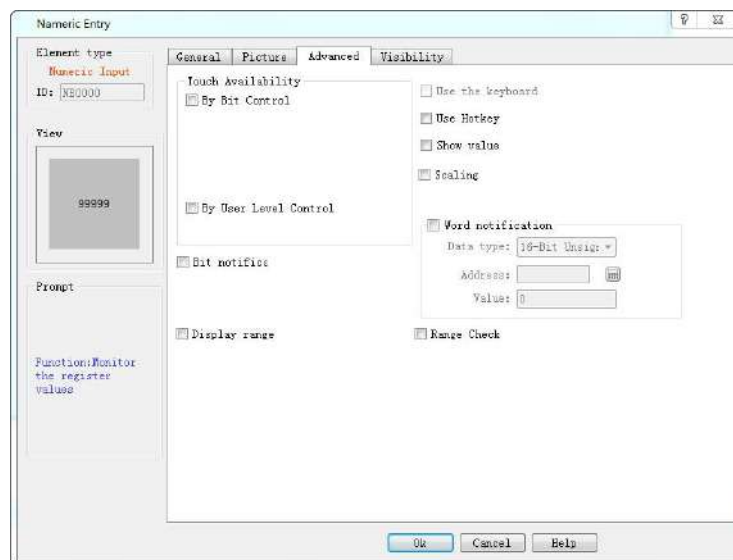 Nameric Entry
Element type
Numeric Input
ID: NE0000
View
99999
Prompt
Function:Monitor
the register
values
General Picture Advanced Visibility
Touch Availability
By Bit Control
By User Level Control
Bit notifics
Display range
Use the keyboard
Use Hotkey
Show value
Scaling
Word notification
Data type: 16-Bit Unsig
Address:
Value: 0
Range Check
Ok Cancel Help